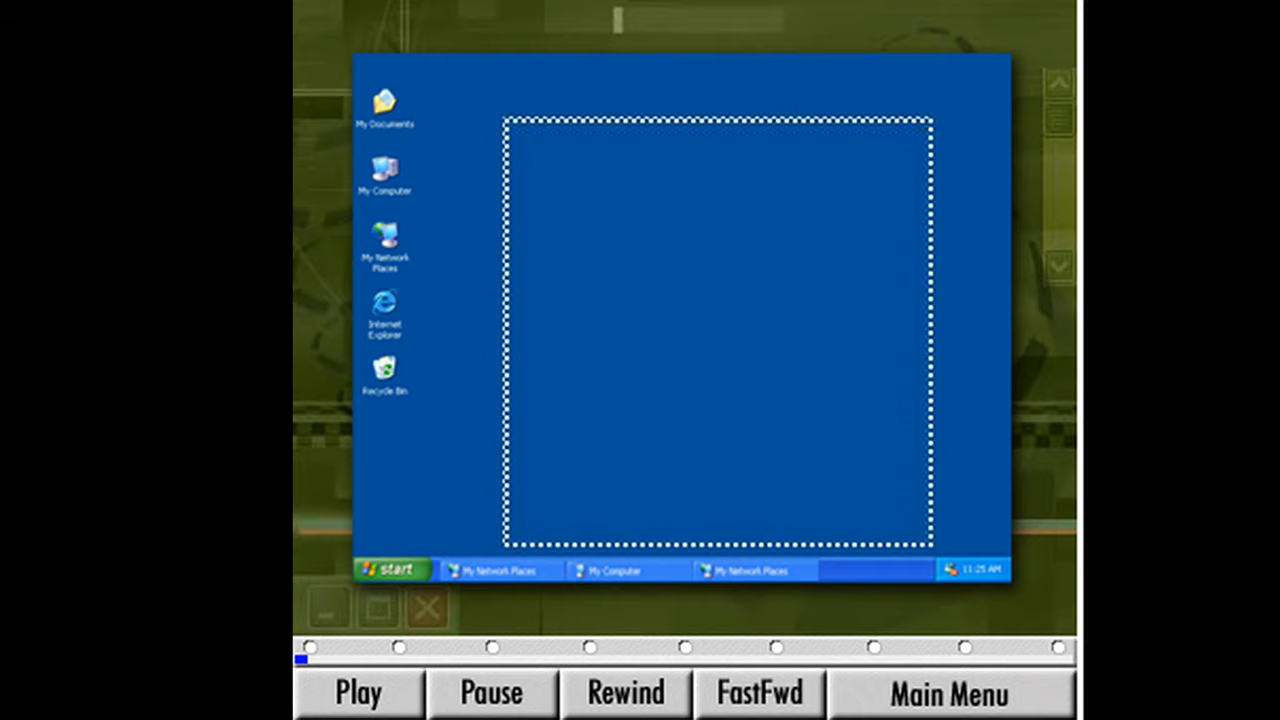 My Documents
My Computer
My Network
Places
Internet
Explorer
Recycle Bin
start
My Network Places
My Computer
My Network Places
11:25 AM
Play
Pause
Rewind
FastFwd
Main Menu